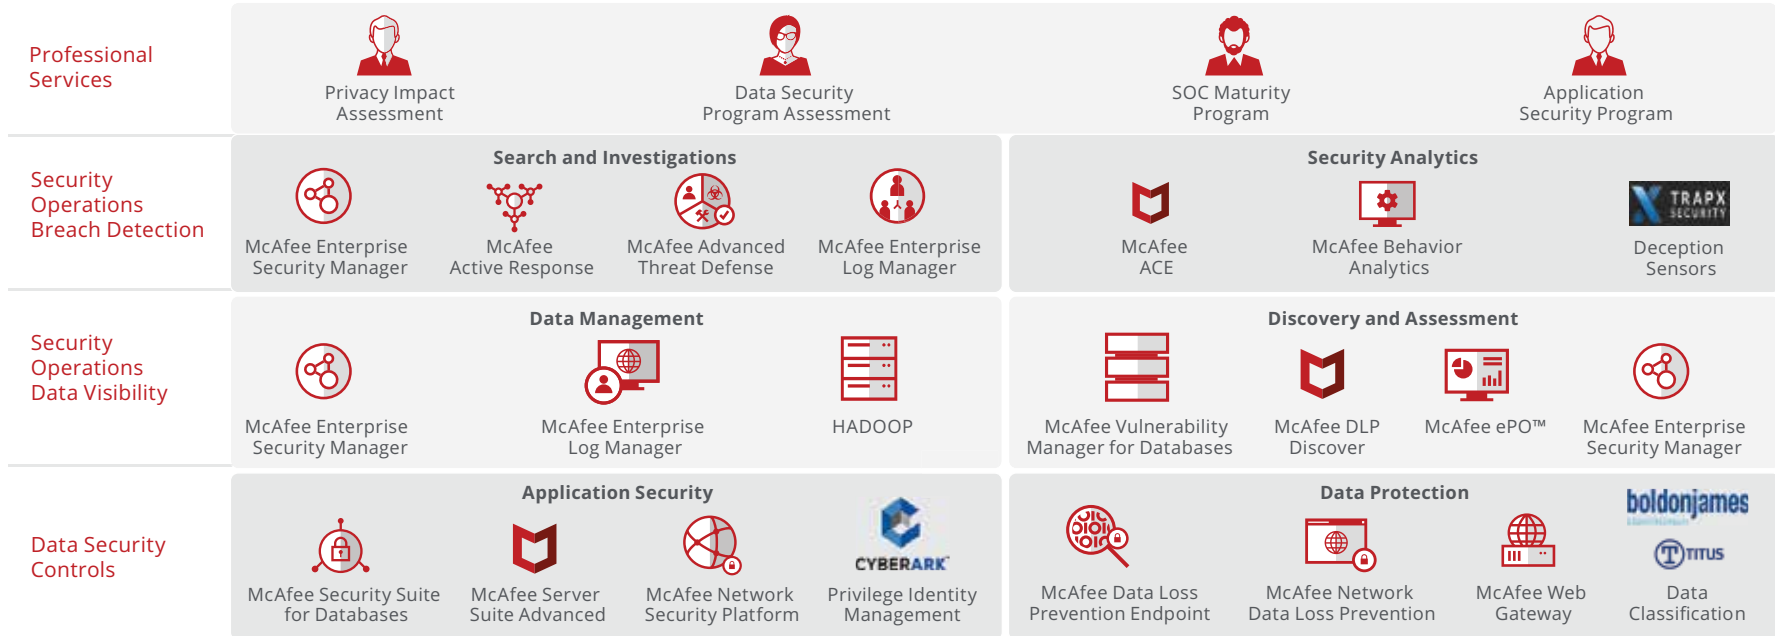 Professional
Services
Privacy Impact
Assessment
Data Security
Program Assessment
SOC Maturity
Program
Application
Security Program
Security
Operations
Breach Detection
Search and Investigations
McAfee Enterprise
Security Manager
McAfee
Active Response
McAfee Advanced
Threat Defense
McAfee Enterprise
Log Manager
Security Analytics
McAfee
ACE
McAfee Behavior
Analytics
TRAPX
SECURITY
Deception
Sensors
Security
Operations
Data Visibility
Data Management
McAfee Enterprise
Security Manager
McAfee Enterprise
Log Manager
HADOOP
Discovery and Assessment
McAfee Vulnerability
Manager for Databases
McAfee DLP
Discover
McAfee ePO™
McAfee Enterprise
Security Manager
Data Security
Controls
Application Security
McAfee Security Suite
for Databases
McAfee Server
Suite Advanced
McAfee Network
Security Platform
CYBERARK
Privilege Identity
Management
Data Protection
McAfee Data Loss
Prevention Endpoint
McAfee Network
Data Loss Prevention
McAfee Web
Gateway
boldonjames
TITUS
Data
Classification